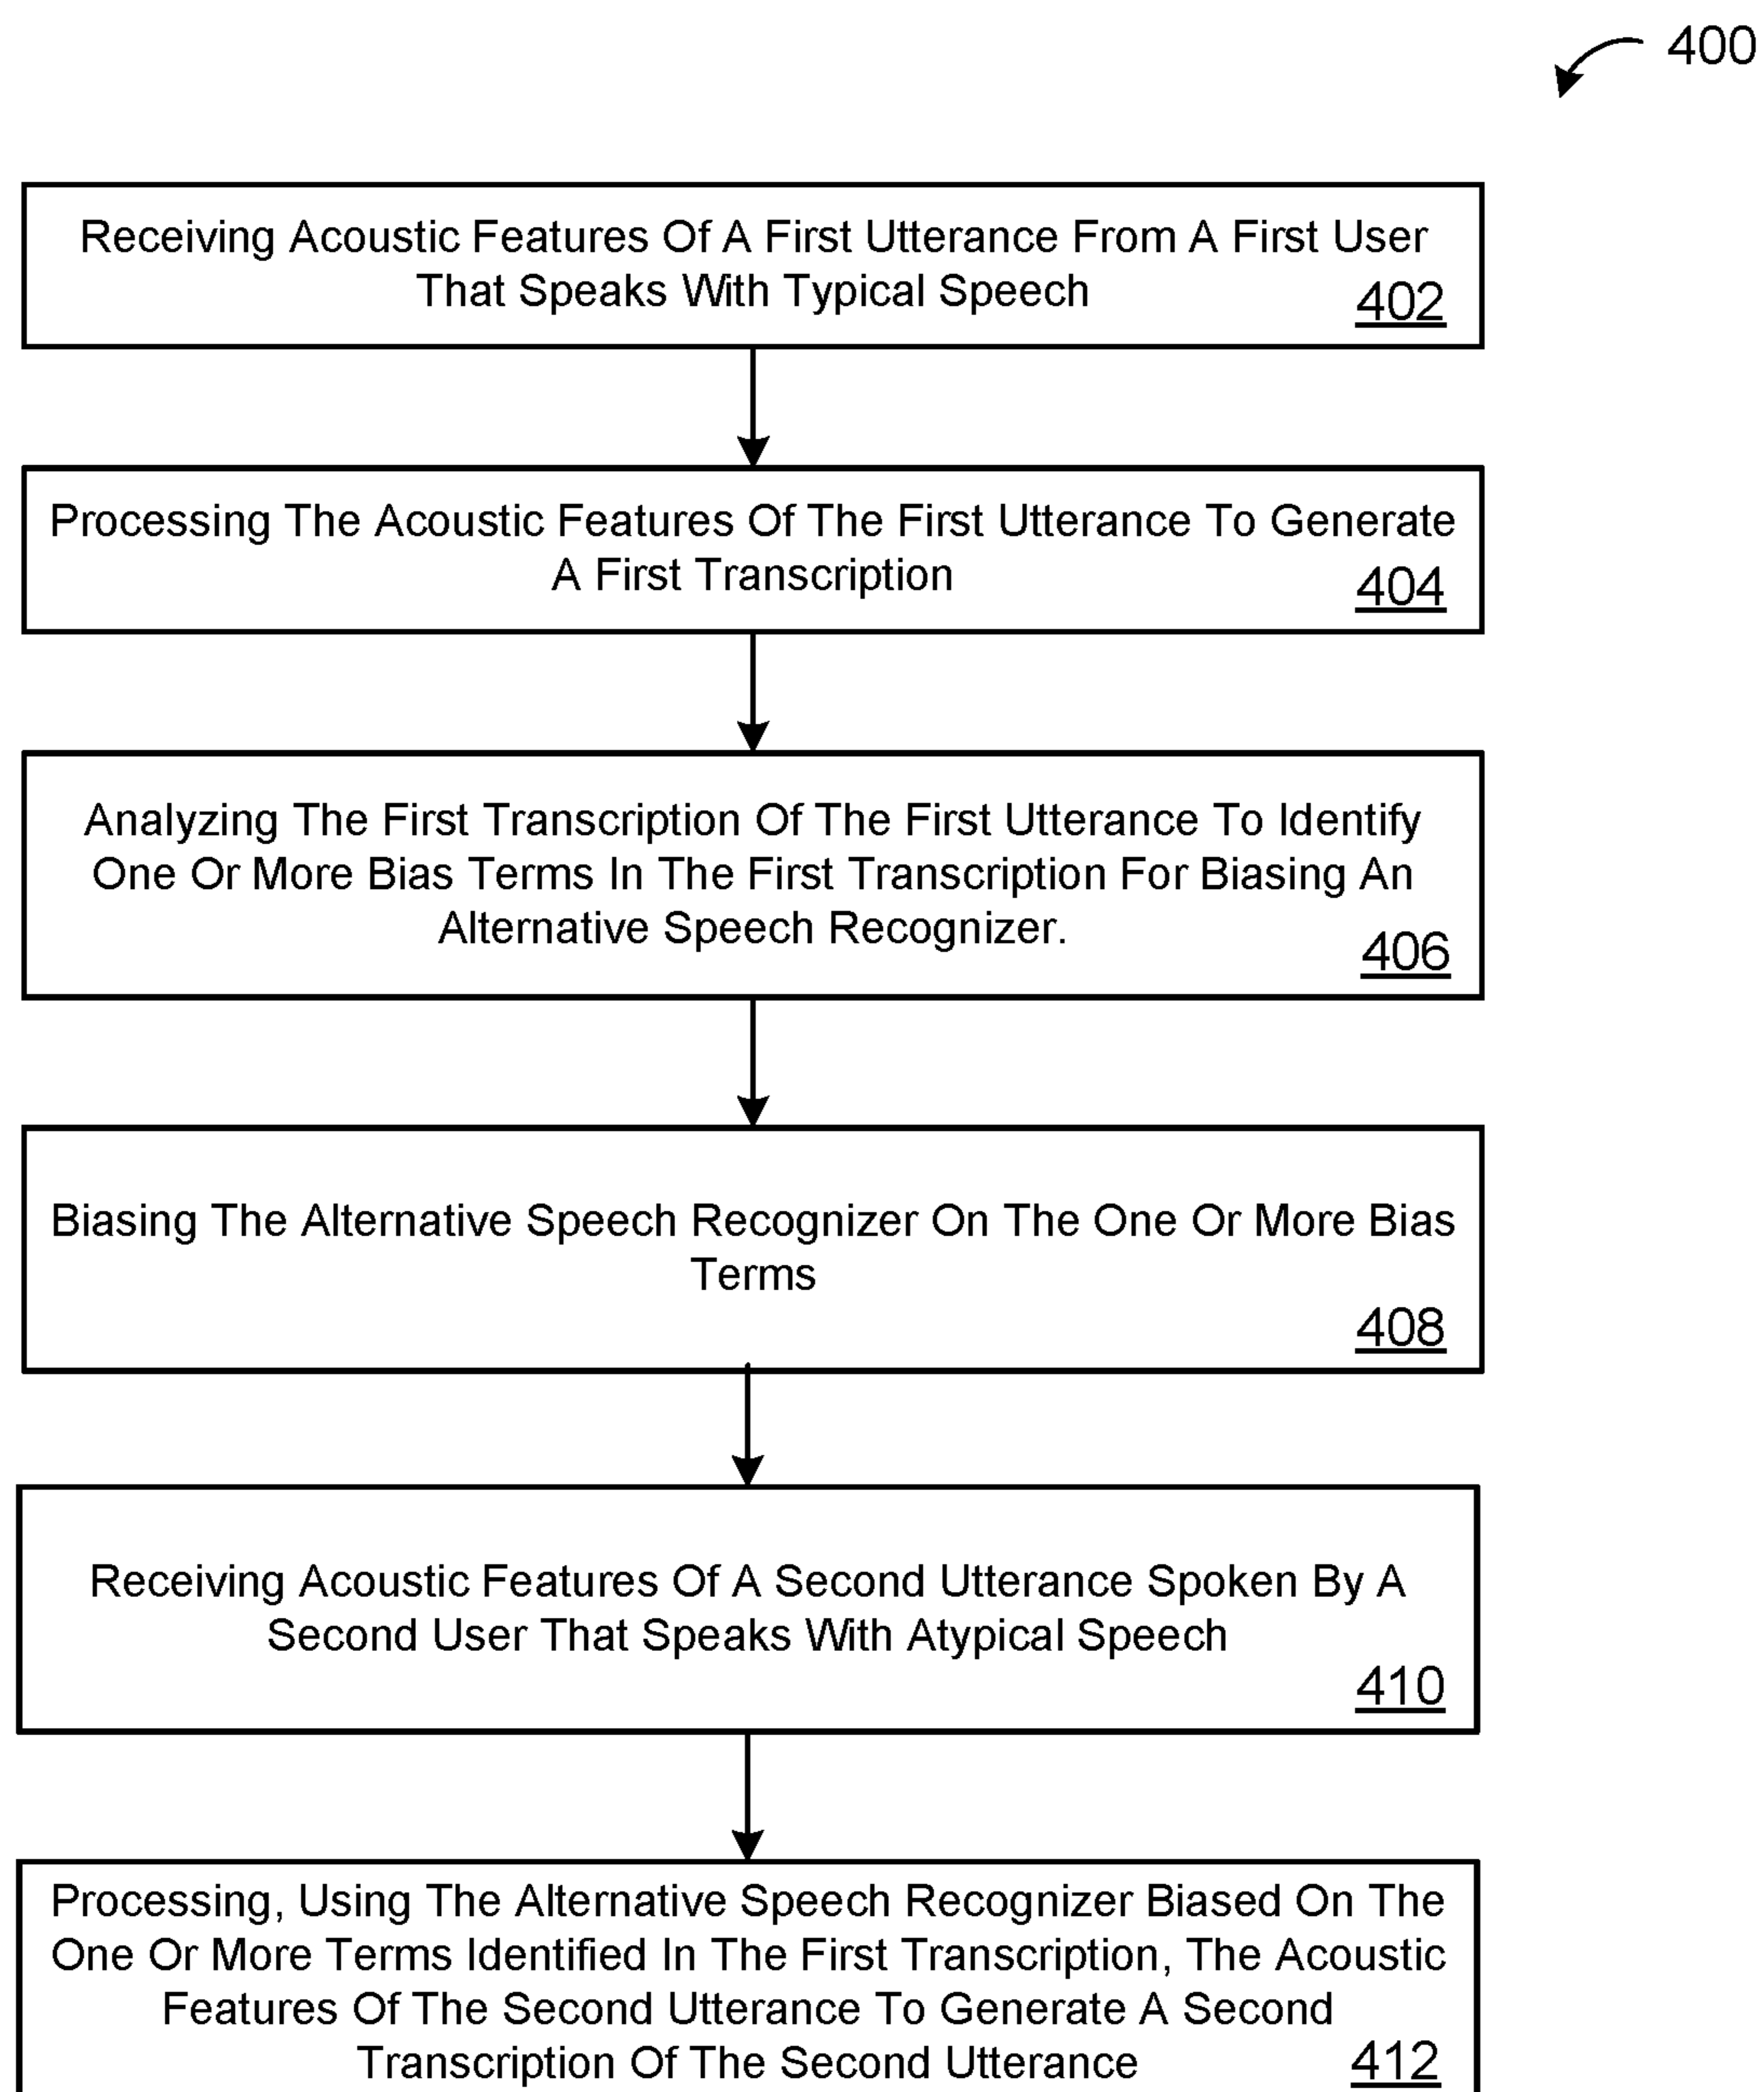 400
Receiving Acoustic Features Of A First Utterance From A First User
That Speaks With Typical Speech
402
Processing The Acoustic Features Of The First Utterance To Generate
A First Transcription
404
Analyzing The First Transcription Of The First Utterance To Identify
One Or More Bias Terms In The First Transcription For Biasing An
Alternative Speech Recognizer.
406
Biasing The Alternative Speech Recognizer On The One Or More Bias
Terms
408
Receiving Acoustic Features Of A Second Utterance Spoken By A
Second User That Speaks With Atypical Speech
410
Processing, Using The Alternative Speech Recognizer Biased On The
One Or More Terms Identified In The First Transcription, The Acoustic
Features Of The Second Utterance To Generate A Second
Transcription Of The Second Utterance
412